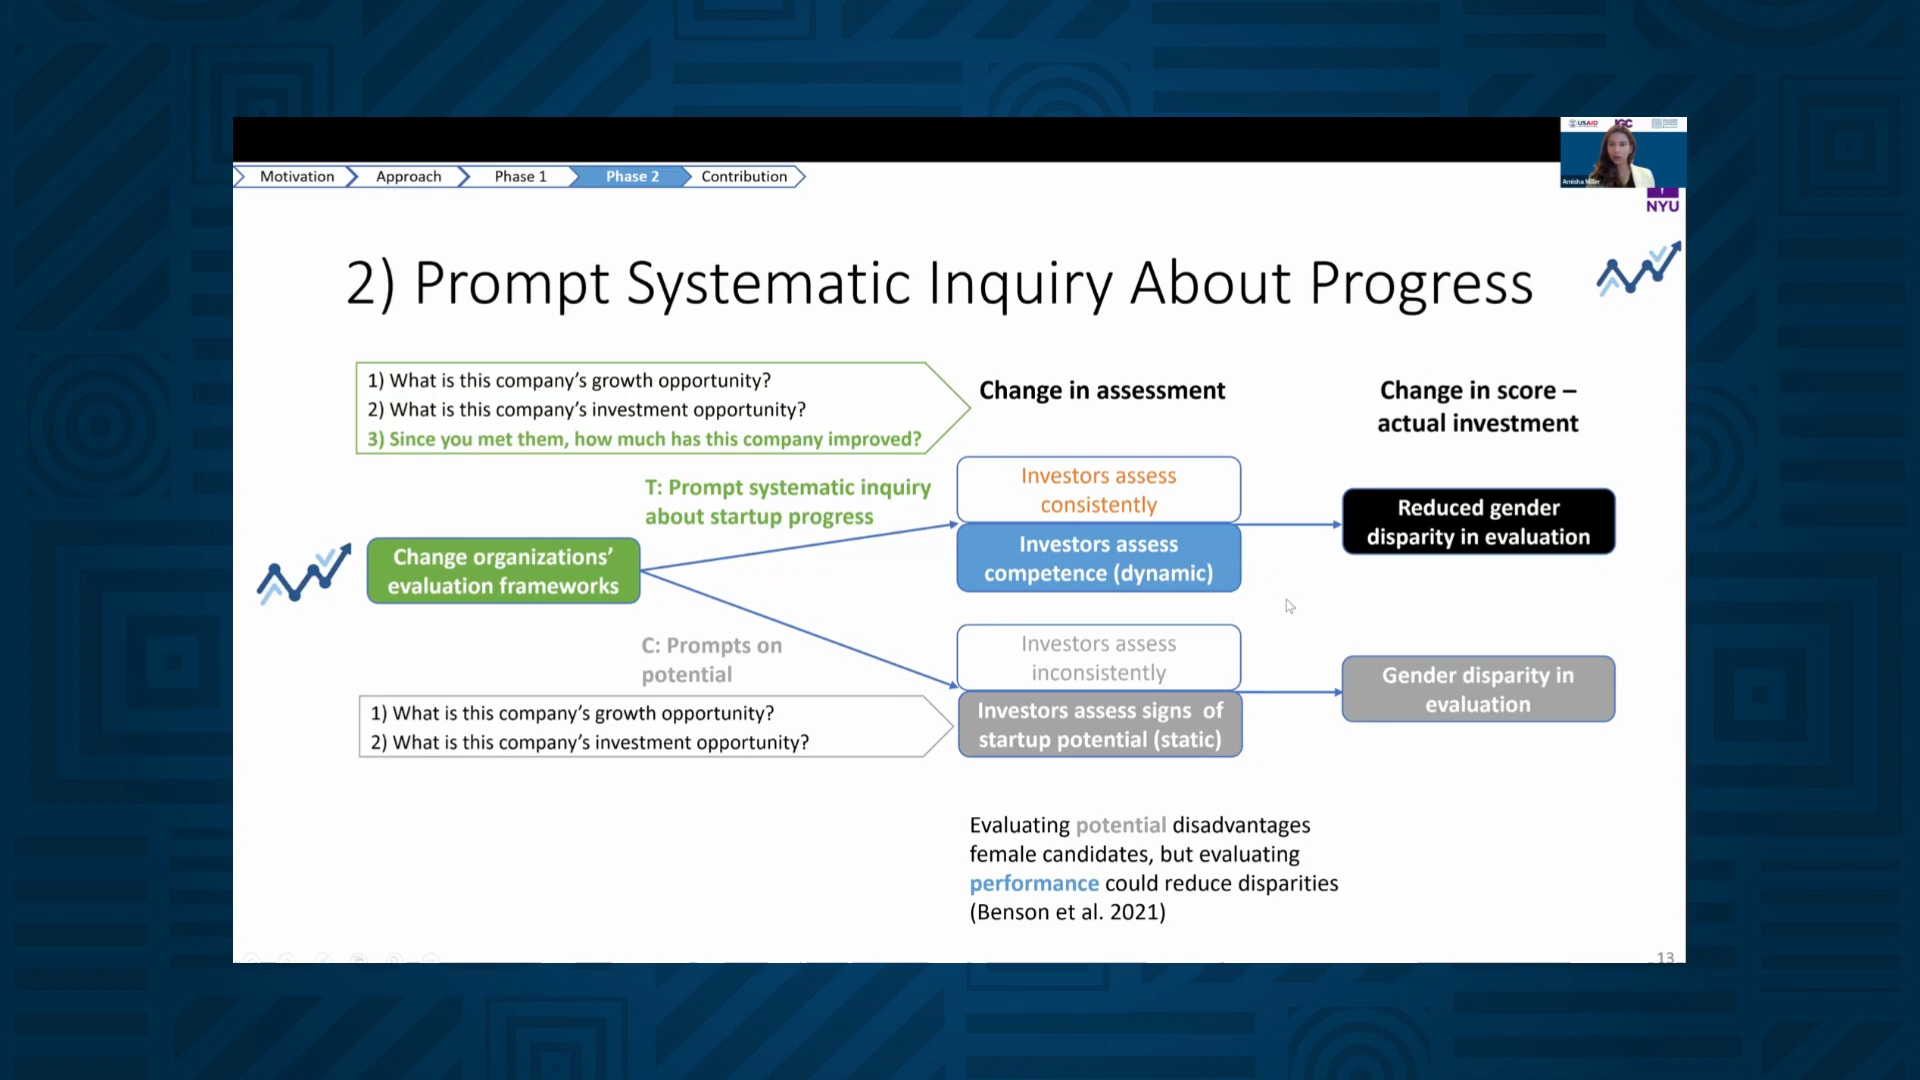 USAID
IGC
Amisha Miller
NYU
Motivation
Approach
Phase 1
Phase 2
Contribution
2) Prompt Systematic Inquiry About Progress
1) What is this company’s growth opportunity?
2) What is this company’s investment opportunity?
3) Since you met them, how much has this company improved?
Change in assessment
Change in score –
actual investment
T: Prompt systematic inquiry
about startup progress
Investors assess
consistently
Investors assess
competence (dynamic)
Reduced gender
disparity in evaluation
Change organizations’
evaluation frameworks
C: Prompts on
potential
Investors assess
inconsistently
Investors assess signs of
startup potential (static)
Gender disparity in
evaluation
1) What is this company’s growth opportunity?
2) What is this company’s investment opportunity?
Evaluating potential disadvantages
female candidates, but evaluating
performance could reduce disparities
(Benson et al. 2021)
13